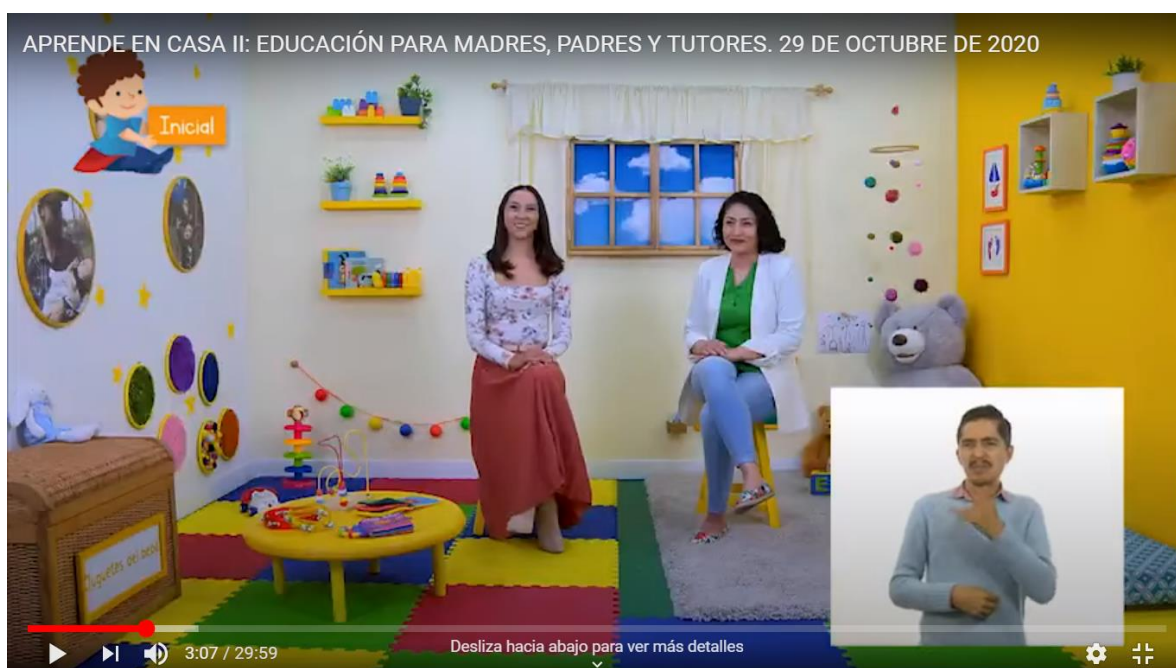 APRENDE EN CASA II: EDUCACIÓN PARA MADRES, PADRES Y TUTORES. 29 DE OCTUBRE DE 2020
Inicial
Juguetes del bebé
3:07 / 29:59
Desliza hacia abajo para ver más detalles